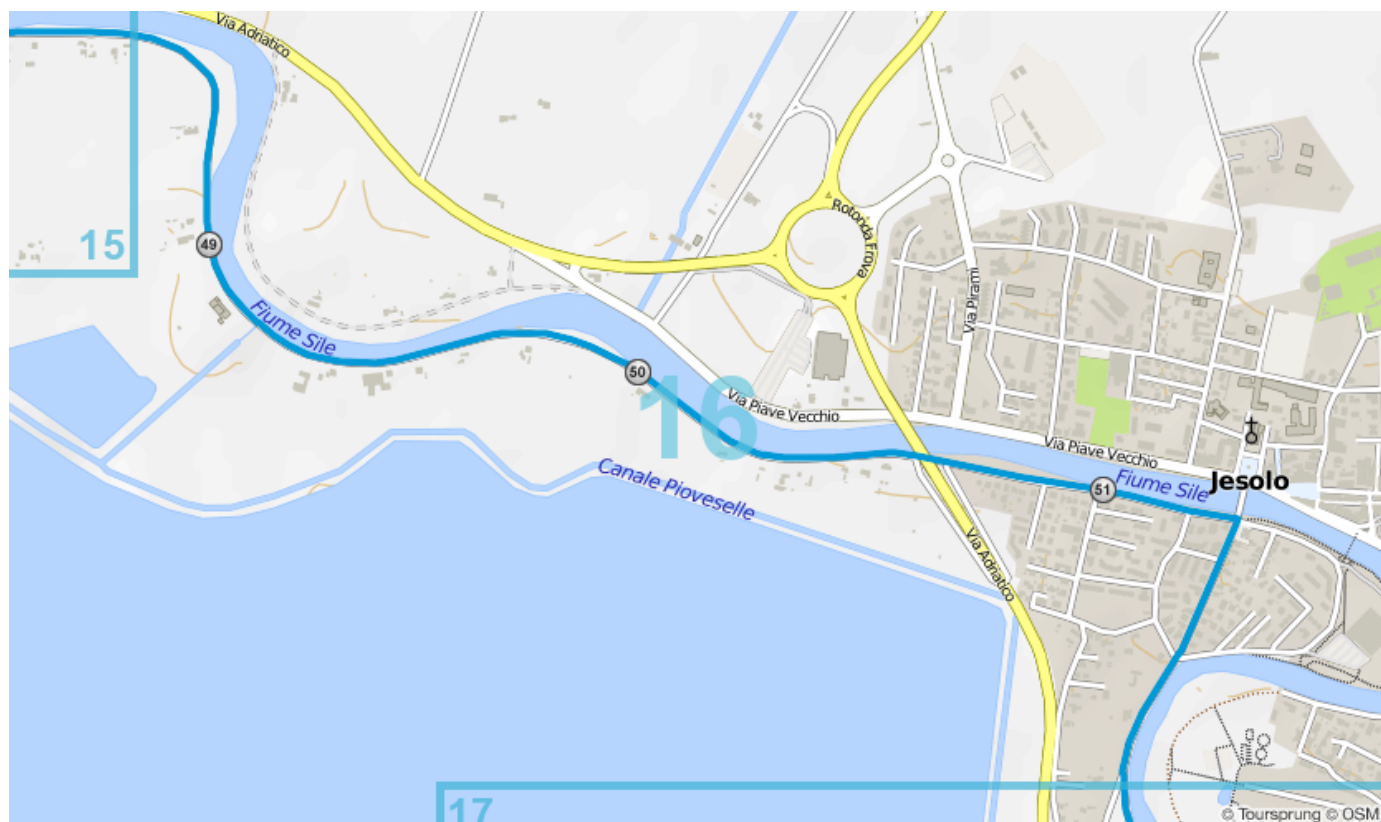 Via Adriatico
15
49
Fiume Sile
Rotonda Frova
Via Pirami
50
16
Via Piave Vecchio
Via Piave Vecchio
Canale Pioveselle
51
Fiume Sile
Jesolo
Via Adriatico
17
© Toursprung © OSM